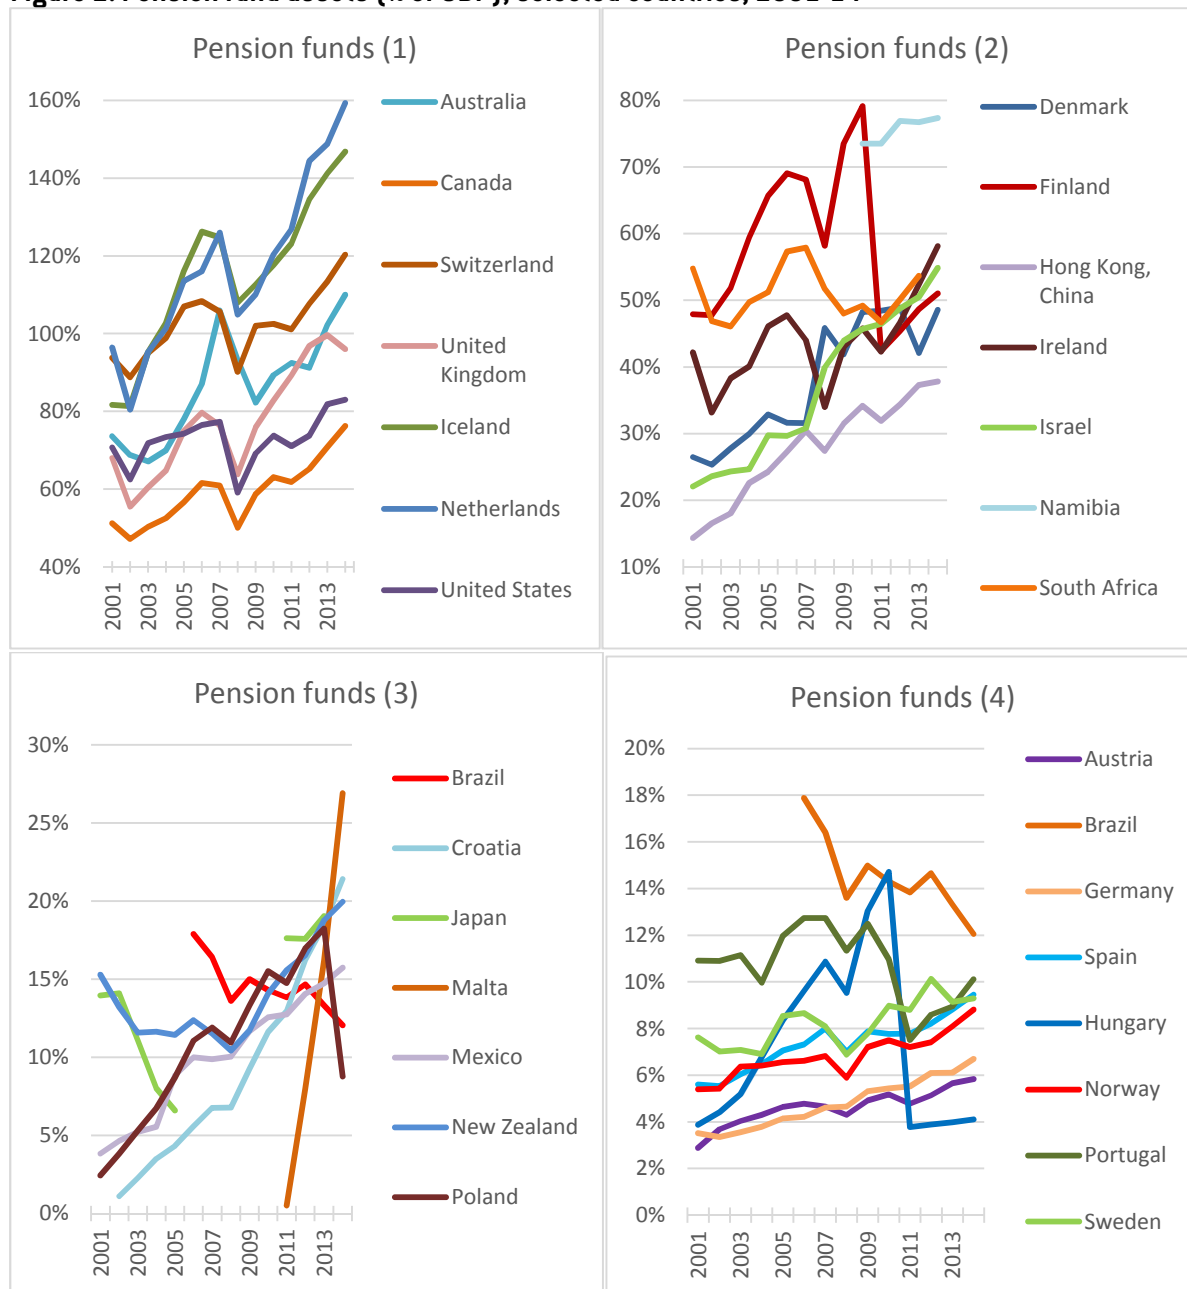 Pension funds (1)
160%
140%
120%
100%
80%
60%
40%
2001
2003
2005
2007
2009
2011
2013
Australia
Canada
Switzerland
United
Kingdom
Iceland
Netherlands
United States
Pension funds (2)
80%
70%
60%
50%
40%
30%
20%
10%
2001
2003
2005
2007
2009
2011
2013
Denmark
Finland
Hong Kong,
China
Ireland
Israel
Namibia
South Africa
Pension funds (3)
30%
25%
20%
15%
10%
5%
0%
2001
2003
2005
2007
2009
2011
2013
Brazil
Croatia
Japan
Malta
Mexico
New Zealand
Poland
Pension funds (4)
20%
18%
16%
14%
12%
10%
8%
6%
4%
2%
0%
2001
2003
2005
2007
2009
2011
2013
Austria
Brazil
Germany
Spain
Hungary
Norway
Portugal
Sweden